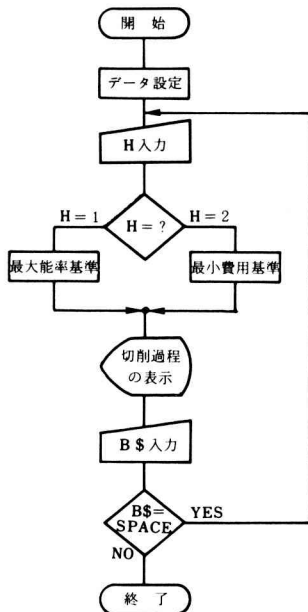 開始
データ設定
H入力
H=1
H=?
H=2
最大能率基準
最小費用基準
切削過程
の表示
B$入力
B$=
SPACE
YES
NO
終了